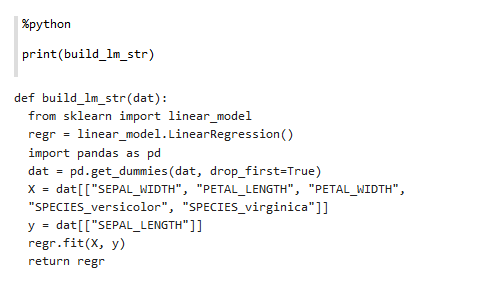 %python
print(build_lm_str)
def build_lm_str(dat):
from sklearn import linear_model
regr = linear_model.LinearRegression()
import pandas as pd
dat = pd.get_dummies(dat, drop_first=True)
X = dat[["SEPAL_WIDTH", "PETAL_LENGTH", "PETAL_WIDTH",
"SPECIES_versicolor", "SPECIES_virginica"]]
y = dat[["SEPAL_LENGTH"]]
regr.fit(X, y)
return regr